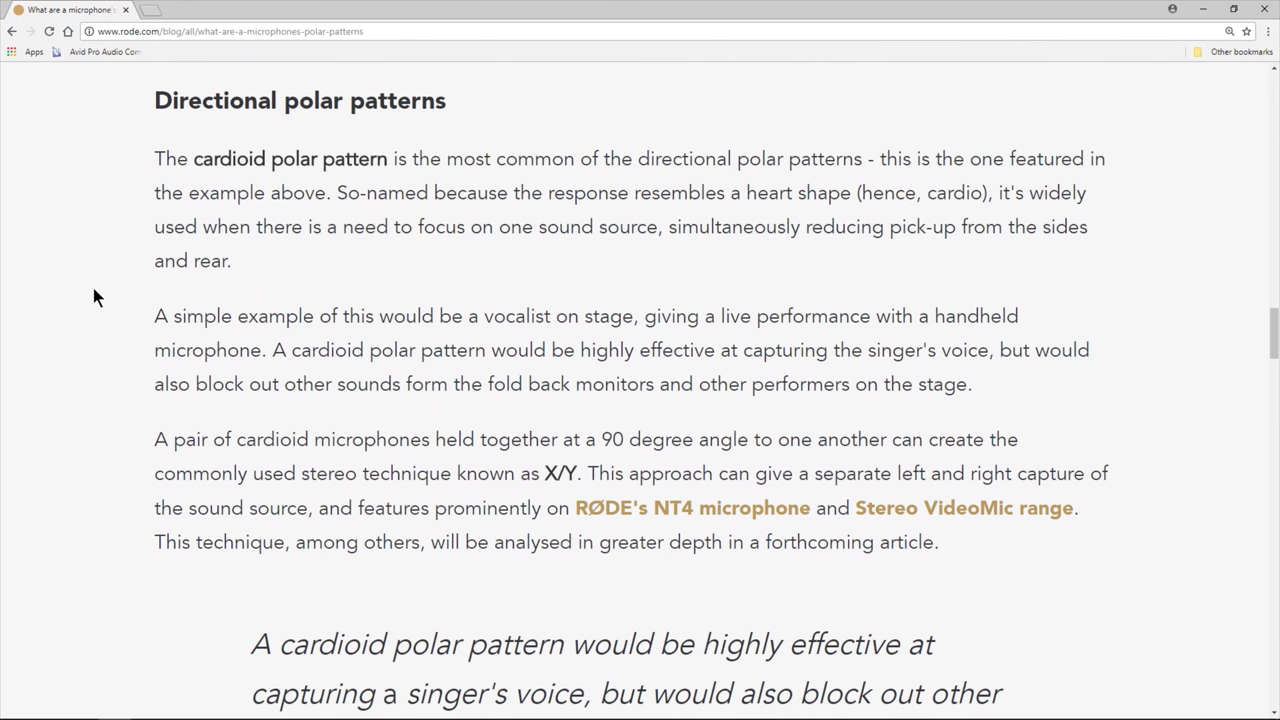 What are a microphone's
www.rode.com/blog/all/what-are-a-microphones-polar-patterns
Apps Avid Pro Audio Com Other bookmarks
Directional polar patterns
The cardioid polar pattern is the most common of the directional polar patterns - this is the one featured in
the example above. So-named because the response resembles a heart shape (hence, cardio), it's widely
used when there is a need to focus on one sound source, simultaneously reducing pick-up from the sides
and rear.
A simple example of this would be a vocalist on stage, giving a live performance with a handheld
microphone. A cardioid polar pattern would be highly effective at capturing the singer's voice, but would
also block out other sounds form the fold back monitors and other performers on the stage.
A pair of cardioid microphones held together at a 90 degree angle to one another can create the
commonly used stereo technique known as X/Y. This approach can give a separate left and right capture of
the sound source, and features prominently on RØDE's NT4 microphone and Stereo VideoMic range.
This technique, among others, will be analysed in greater depth in a forthcoming article.
A cardioid polar pattern would be highly effective at
capturing a singer's voice, but would also block out other